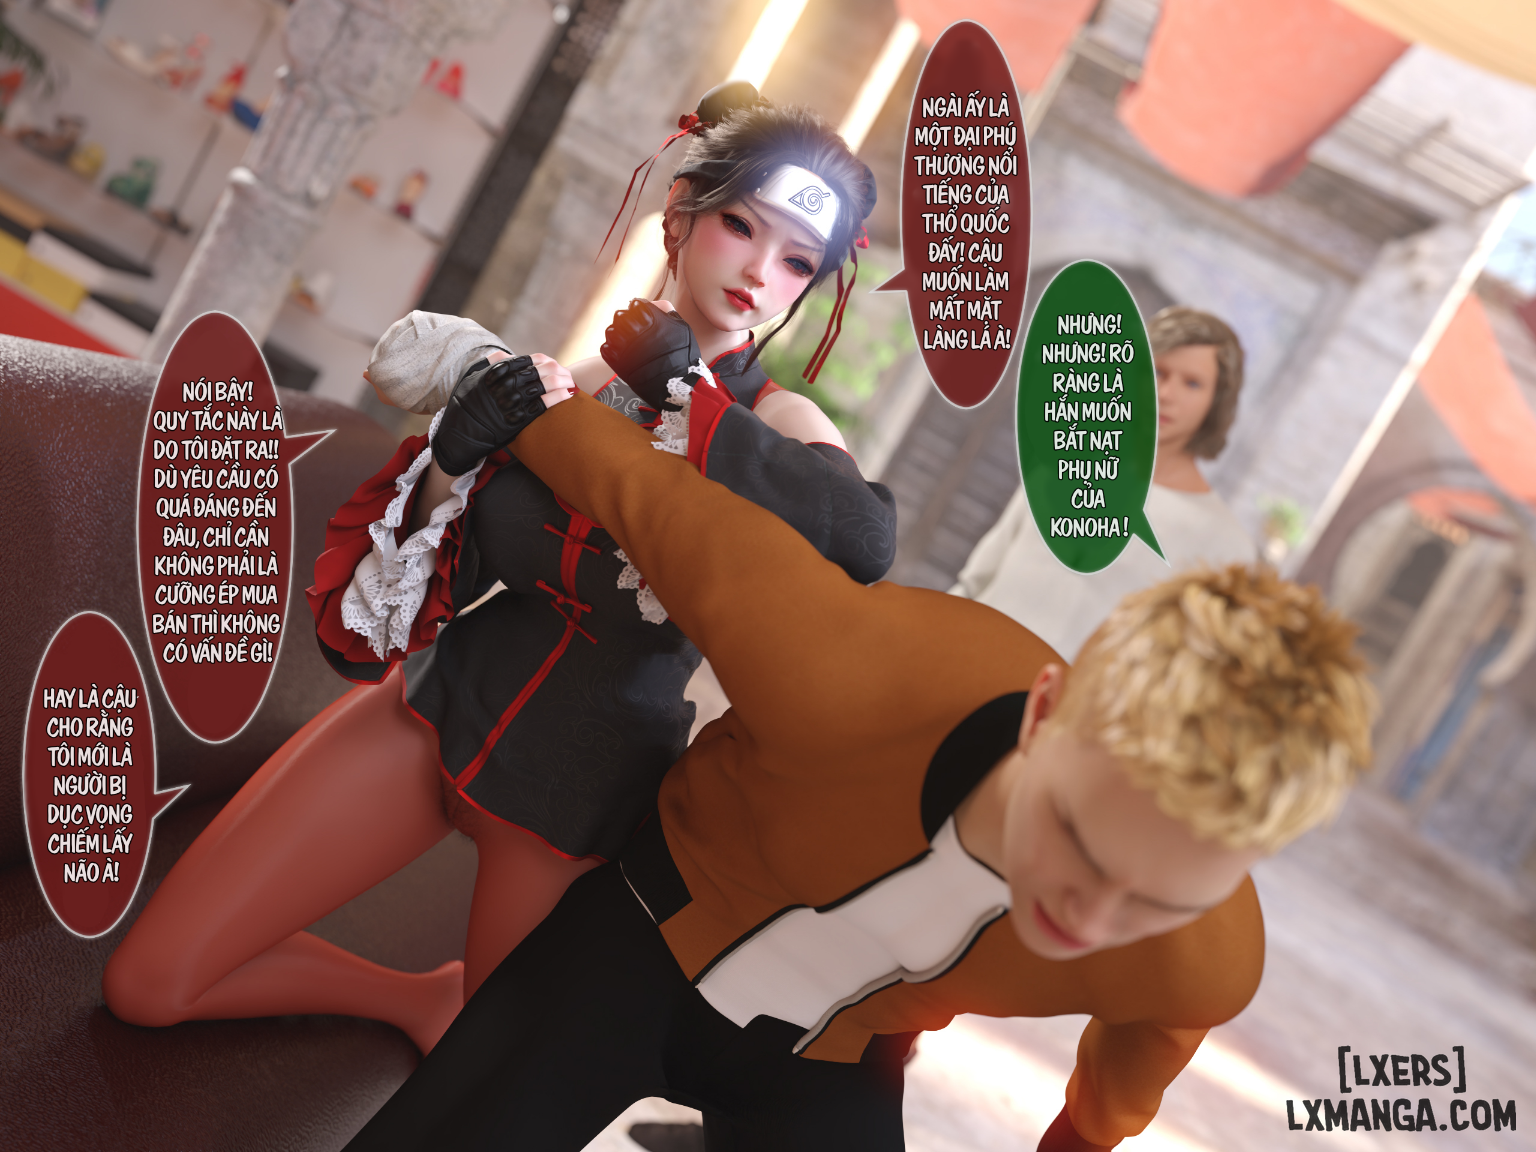 NGÀI ẤY LÀ
MỘT ĐẠI PHÚ
THƯƠNG NỔI
TIẾNG CỦA
THỔ QUỐC
ĐẤY! CẬU
MUỐN LÀM
MẤT MẶT
LÀNG LÁ À!
NHƯNG!
NHƯNG! RÕ
RÀNG LÀ
HẮN MUỐN
BẮT NẠT
PHỤ NỮ
CỦA
KONOHA!
NÓI BẬY!
QUY TẮC NÀY LÀ
DO TÔI ĐẶT RA!!
DÙ YÊU CẦU CÓ
QUÁ ĐÁNG ĐẾN
ĐÂU, CHỈ CẦN
KHÔNG PHẢI LÀ
CƯỠNG ÉP MUA
BÁN THÌ KHÔNG
CÓ VẤN ĐỀ GÌ!
HAY LÀ CẬU
CHO RẰNG
TÔI MỚI LÀ
NGƯỜI BỊ
DỤC VỌNG
CHIẾM LẤY
NÃO À!
[LXERS]
LXMANGA.COM